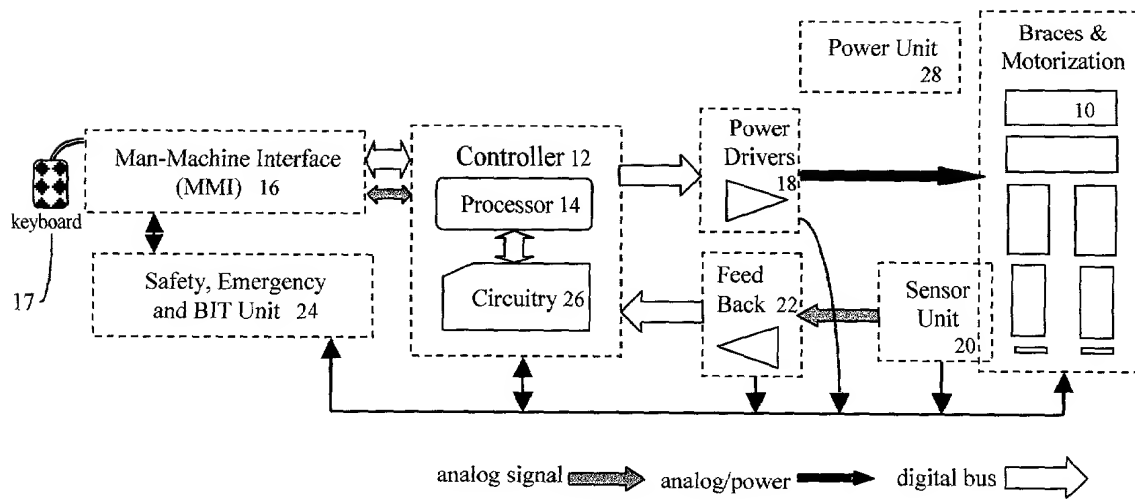 Power Unit
28
Braces &
Motorization
10
Man-Machine Interface
(MMI) 16
keyboard
17
Controller 12
Processor 14
Circuitry 26
Power
Drivers
18
Safety, Emergency
and BIT Unit 24
Feed
Back 22
Sensor
Unit
20
analog signal
analog/power
digital bus